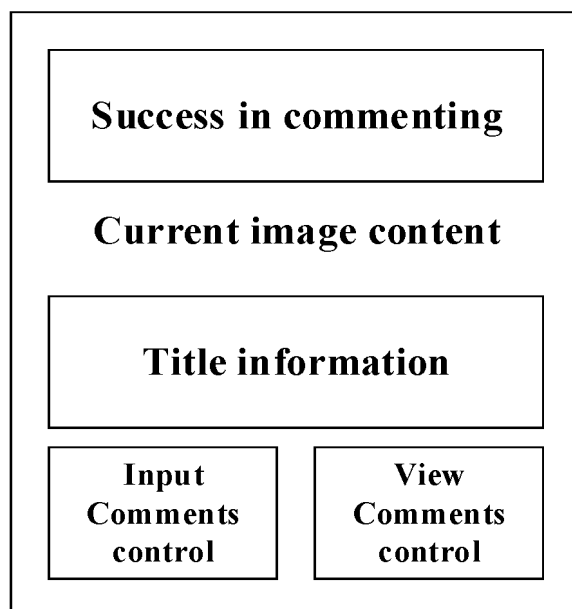 Success in commenting
Current image content
Title information
Input
Comments
control
View
Comments
control